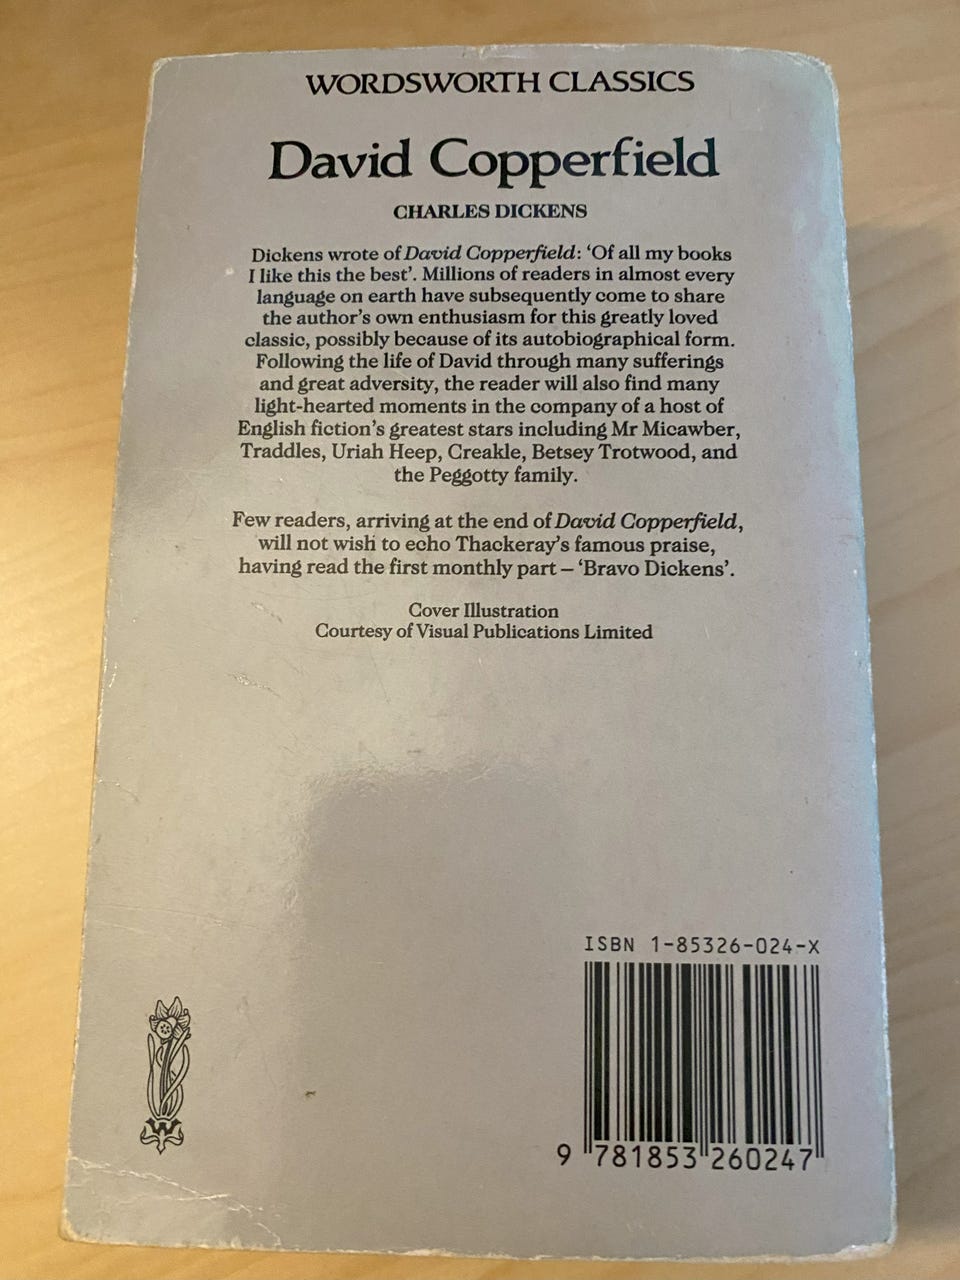 WORDSWORTH CLASSICS
David Copperfield
CHARLES DICKENS
Dickens wrote of David Copperfield: ‘Of all my books
I like this the best’. Millions of readers in almost every
language on earth have subsequently come to share
the author’s own enthusiasm for this greatly loved
classic, possibly because of its autobiographical form.
Following the life of David through many sufferings
and great adversity, the reader will also find many
light-hearted moments in the company of a host of
English fiction’s greatest stars including Mr Micawber,
Traddles, Uriah Heep, Creakle, Betsey Trotwood, and
the Peggotty family.
Few readers, arriving at the end of David Copperfield,
will not wish to echo Thackeray’s famous praise,
having read the first monthly part – ‘Bravo Dickens’.
Cover Illustration
Courtesy of Visual Publications Limited
ISBN 1-85326-024-X
W
9 781853 260247